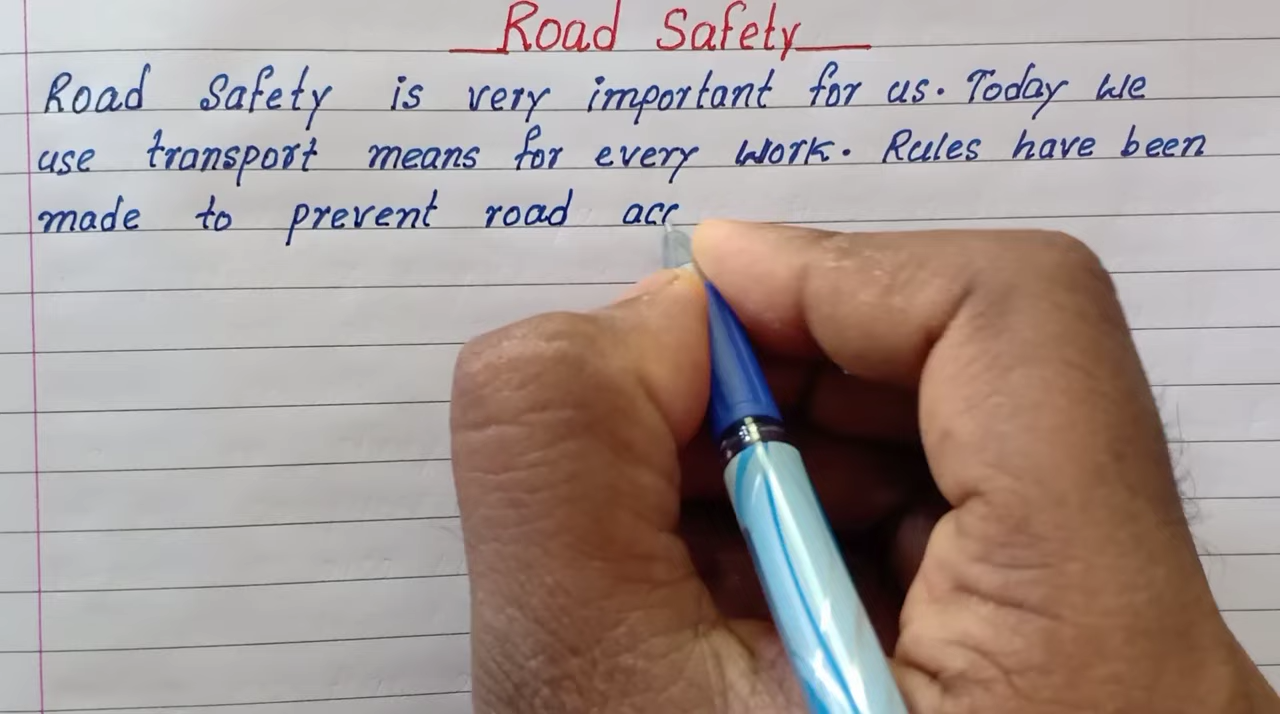 Road Safety
Road Safety is very important for us. Today we
use transport means for every work. Rules have been
made to prevent road acc